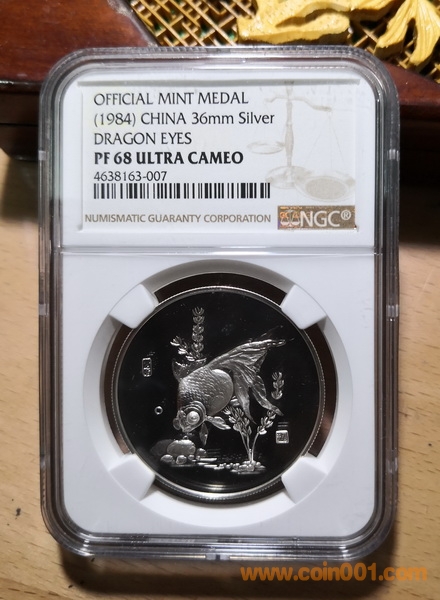 OFFICIAL MINT MEDAL
(1984) CHINA 36mm Silver
DRAGON EYES
PF 68 ULTRA CAMEO
4638163-007
NUMISMATIC GUARANTY CORPORATION NGC®
www.coin001.com